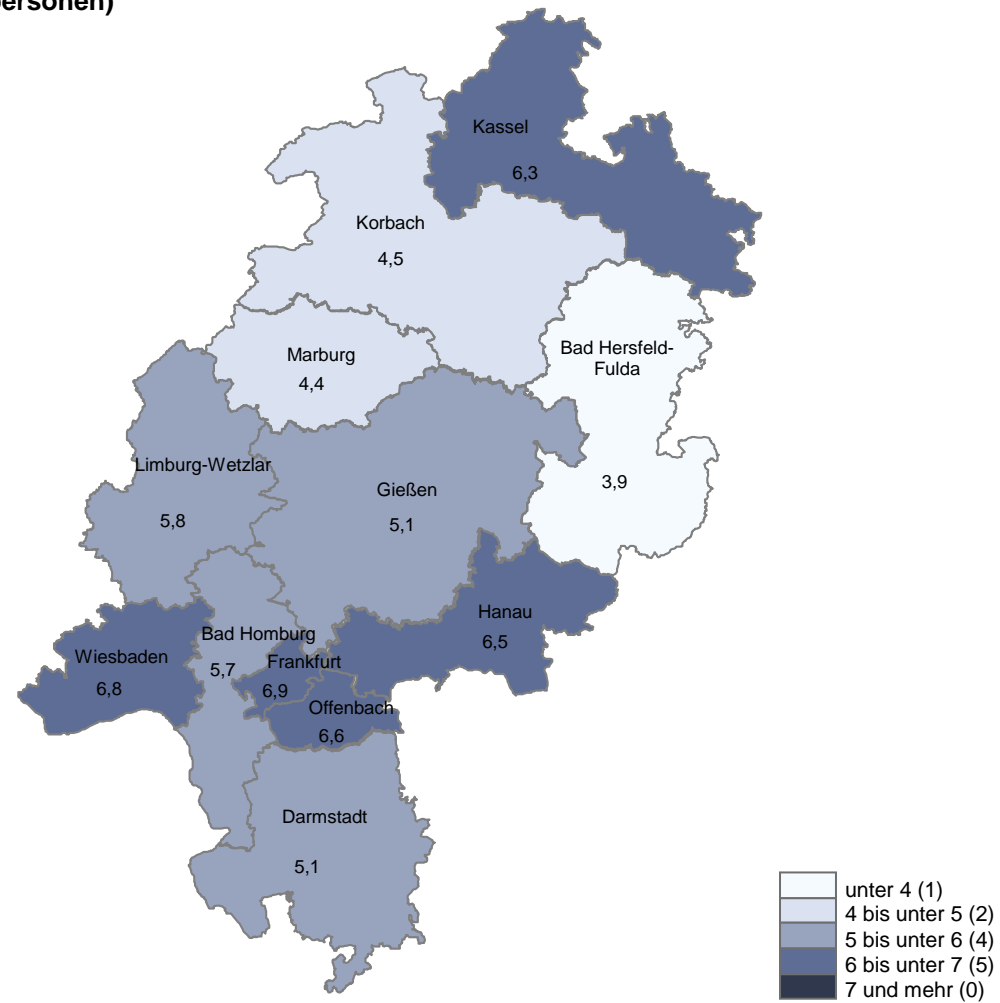 personen)
Kassel
6,3
Korbach
4,5
Bad Hersfeld-
Fulda
3,9
Marburg
4,4
Limburg-Wetzlar
5,8
Gießen
5,1
Hanau
6,5
Bad Homburg
5,7
Wiesbaden
6,8
Frankfurt
6,9
Offenbach
6,6
Darmstadt
5,1
unter 4 (1)
4 bis unter 5 (2)
5 bis unter 6 (4)
6 bis unter 7 (5)
7 und mehr (0)